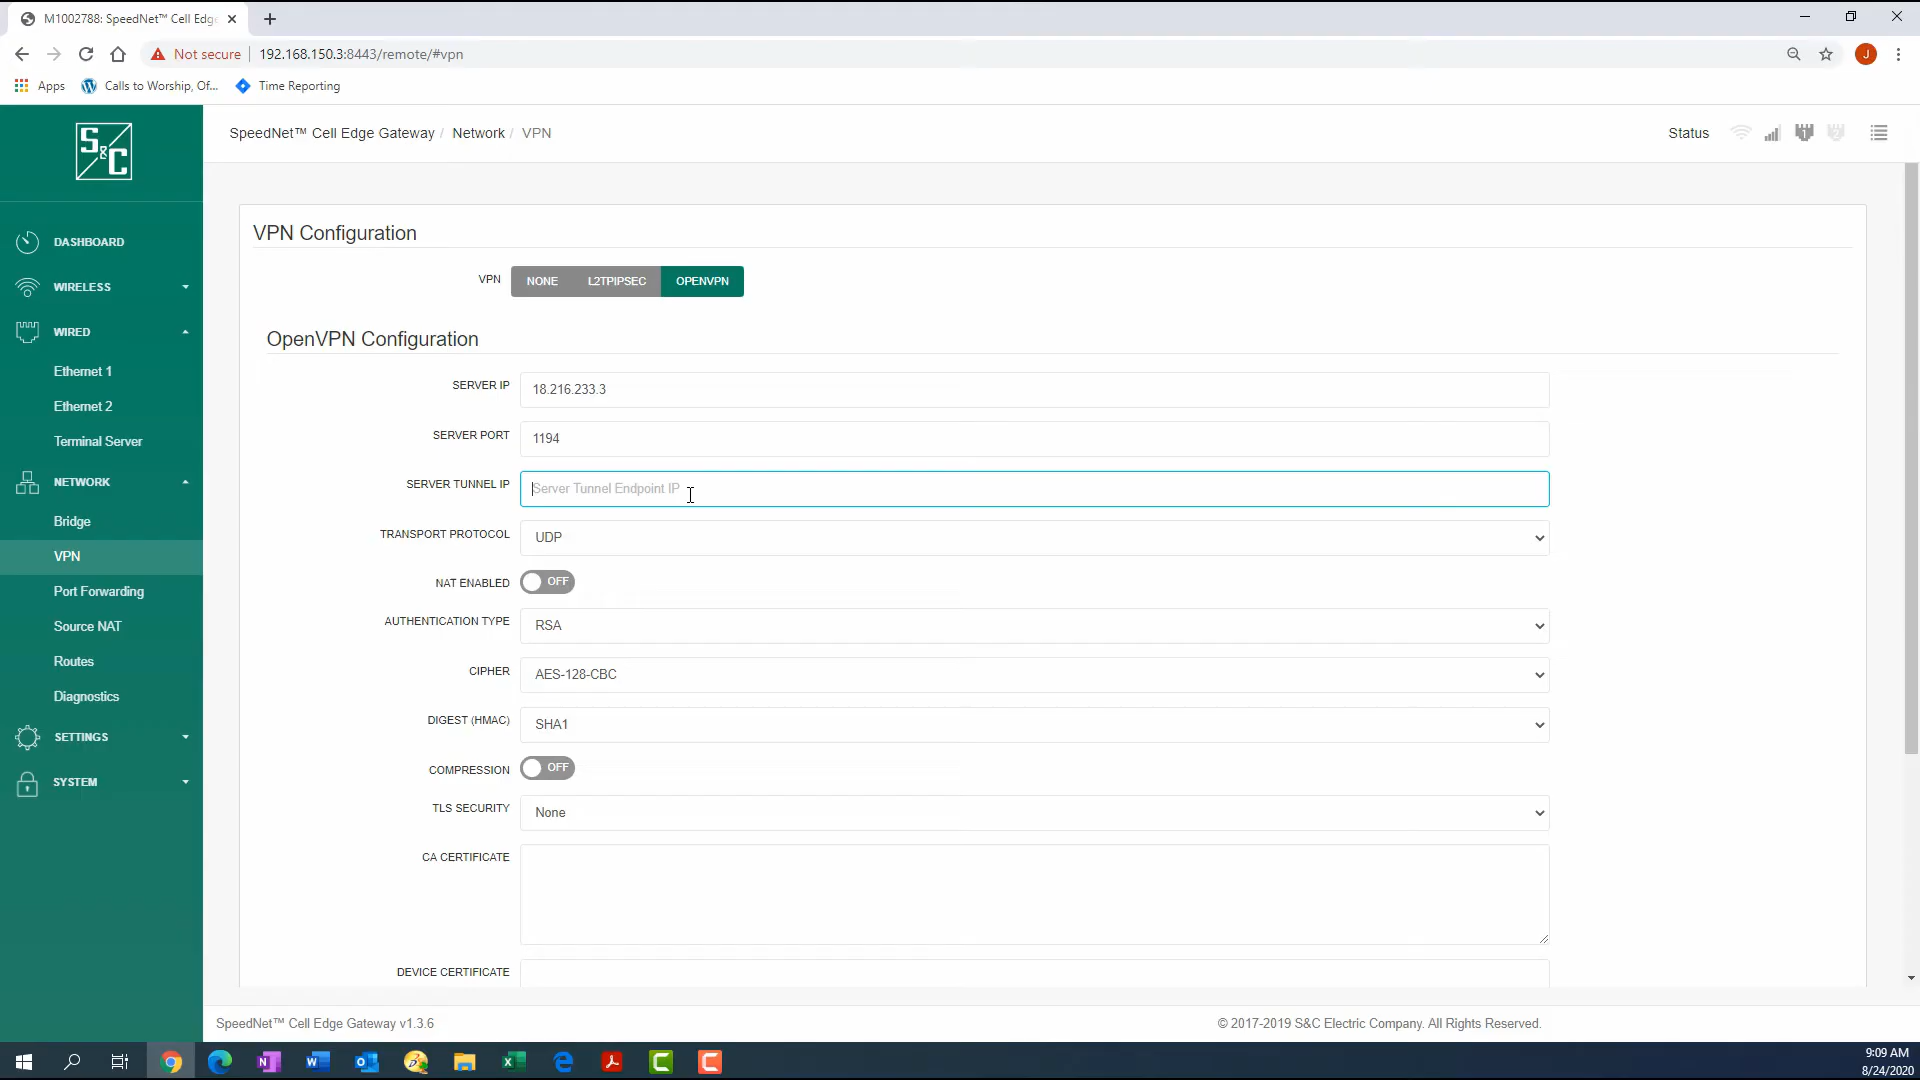 M1002788: SpeedNet™ Cell Edge
Not secure
192.168.150.3:8443/remote/#vpn
J
Apps
Calls to Worship, Of...
Time Reporting
S&C
SpeedNet™ Cell Edge Gateway / Network / VPN
Status
1
2
DASHBOARD
WIRELESS
WIRED
Ethernet 1
Ethernet 2
Terminal Server
NETWORK
Bridge
VPN
Port Forwarding
Source NAT
Routes
Diagnostics
SETTINGS
SYSTEM
VPN Configuration
VPN NONE L2TPIPSEC OPENVPN
OpenVPN Configuration
SERVER IP 18.216.233.3
SERVER PORT 1194
SERVER TUNNEL IP Server Tunnel Endpoint IP
TRANSPORT PROTOCOL UDP
NAT ENABLED OFF
AUTHENTICATION TYPE RSA
CIPHER AES-128-CBC
DIGEST (HMAC) SHA1
COMPRESSION OFF
TLS SECURITY None
CA CERTIFICATE
DEVICE CERTIFICATE
SpeedNet™ Cell Edge Gateway v1.3.6
© 2017-2019 S&C Electric Company. All Rights Reserved.
9:09 AM
8/24/2020